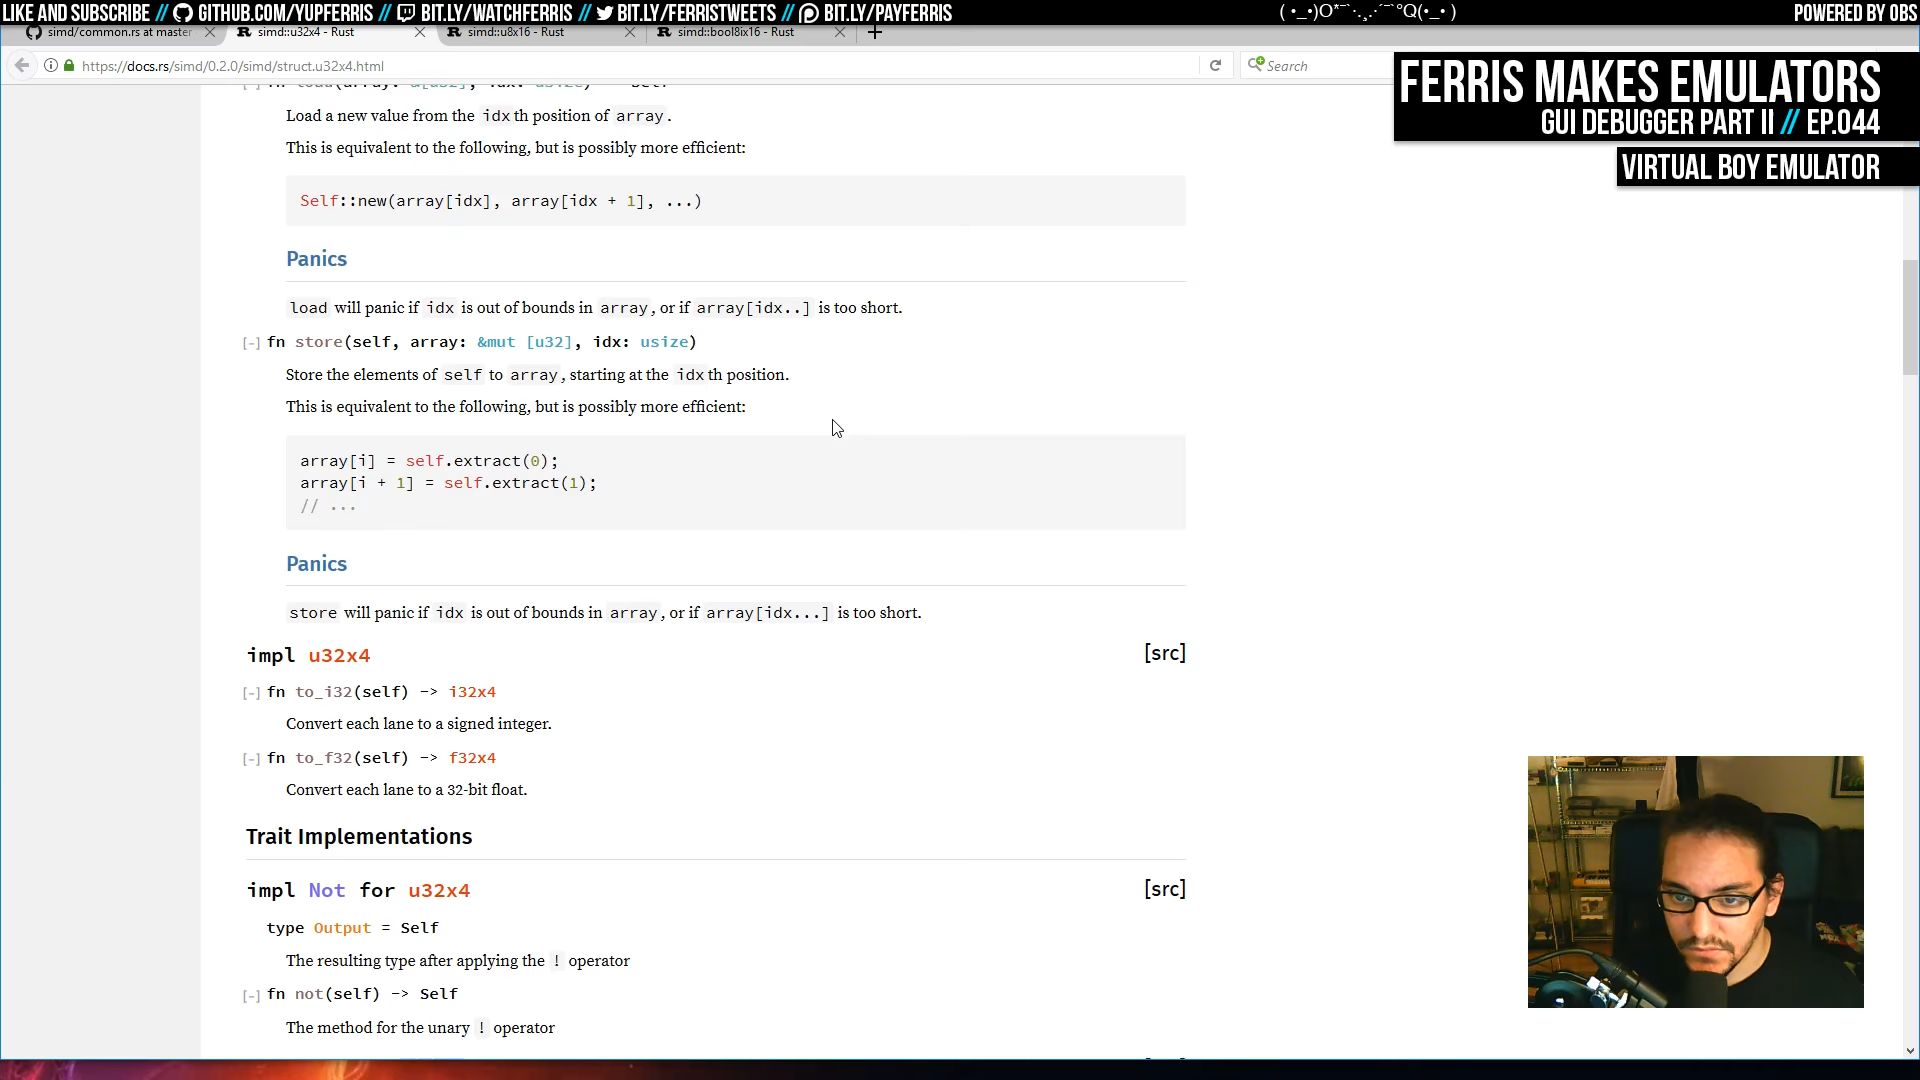 LIKE AND SUBSCRIBE // GITHUB.COM/YUPFERRIS // BIT.LY/WATCHFERRIS // BIT.LY/FERRISTWEETS // BIT.LY/PAYFERRIS
POWERED BY OBS
simd/common.rs at master
simd::u32x4 - Rust
simd::u8x16 - Rust
simd::bool8ix16 - Rust
https://docs.rs/simd/0.2.0/simd/struct.u32x4.html
Search
FERRIS MAKES EMULATORS
GUI DEBUGGER PART II // EP.044
VIRTUAL BOY EMULATOR
Load a new value from the idxth position of array.
This is equivalent to the following, but is possibly more efficient:
Self::new(array[idx], array[idx + 1], ...)
Panics
load will panic if idx is out of bounds in array, or if array[idx..] is too short.
[-] fn store(self, array: &mut [u32], idx: usize)
Store the elements of self to array, starting at the idxth position.
This is equivalent to the following, but is possibly more efficient:
array[i] = self.extract(0);
array[i + 1] = self.extract(1);
// ...
Panics
store will panic if idx is out of bounds in array, or if array[idx...] is too short.
impl u32x4 [src]
[-] fn to_i32(self) -> i32x4
Convert each lane to a signed integer.
[-] fn to_f32(self) -> f32x4
Convert each lane to a 32-bit float.
Trait Implementations
impl Not for u32x4 [src]
type Output = Self
The resulting type after applying the ! operator
[-] fn not(self) -> Self
The method for the unary ! operator